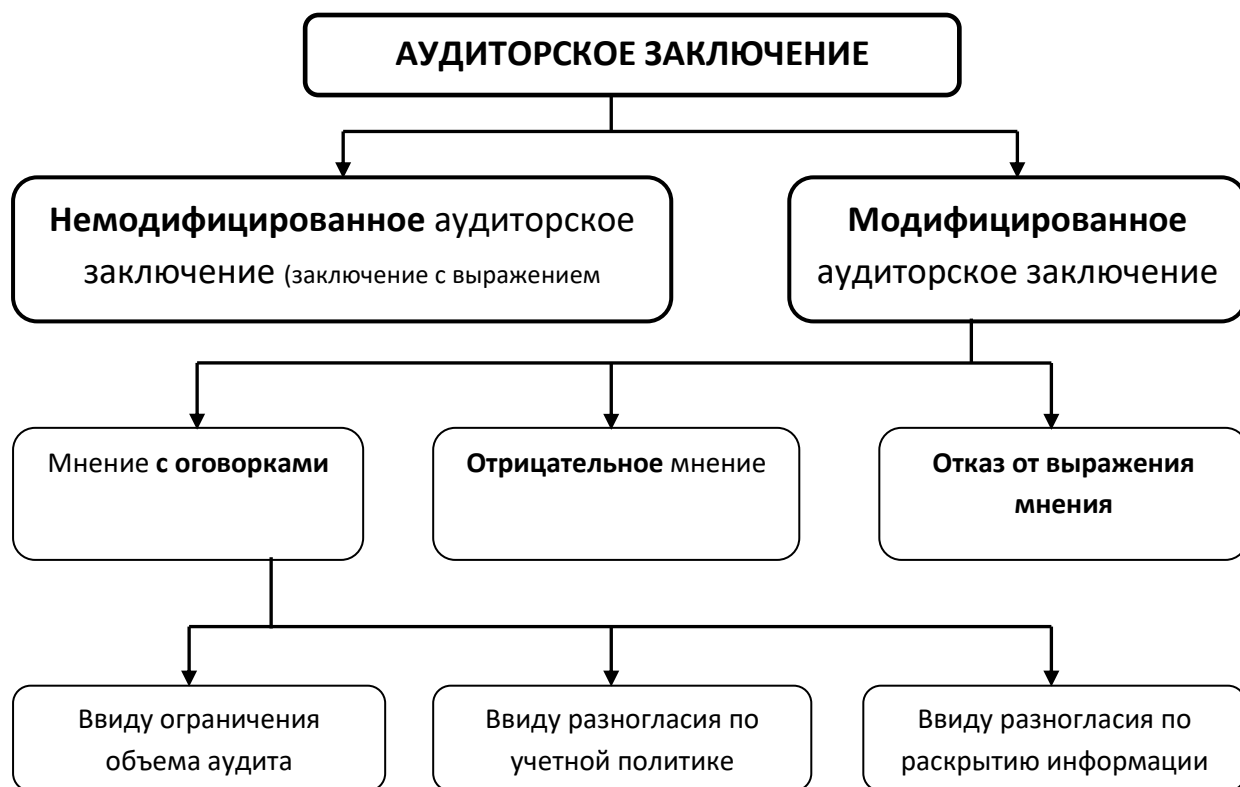 АУДИТОРСКОЕ ЗАКЛЮЧЕНИЕ
Немодифицированное аудиторское
заключение (заключение с выражением
Модифицированное
аудиторское заключение
Мнение с оговорками
Отрицательное мнение
Отказ от выражения
мнения
Ввиду ограничения
объема аудита
Ввиду разногласия по
учетной политике
Ввиду разногласия по
раскрытию информации